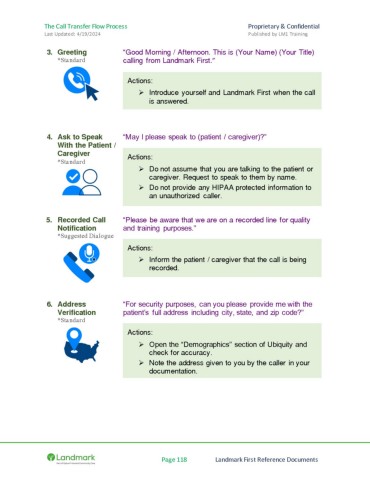 The Call Transfer Flow Process Proprietary & Confidential
Last Updated: 4/19/2024 Published by LM1 Training
3. Greeting
*Standard
"Good Morning / Afternoon. This is (Your Name) (Your Title)
calling from Landmark First."
Actions:
➢ Introduce yourself and Landmark First when the call
is answered.
4. Ask to Speak
With the Patient /
Caregiver
*Standard
"May I please speak to (patient / caregiver)?"
Actions:
➢ Do not assume that you are talking to the patient or
caregiver. Request to speak to them by name.
➢ Do not provide any HIPAA protected information to
an unauthorized caller.
5. Recorded Call
Notification
*Suggested Dialogue
"Please be aware that we are on a recorded line for quality
and training purposes."
Actions:
➢ Inform the patient / caregiver that the call is being
recorded.
6. Address
Verification
*Standard
"For security purposes, can you please provide me with the
patient's full address including city, state, and zip code?"
Actions:
➢ Open the "Demographics" section of Ubiquity and
check for accuracy.
➢ Note the address given to you by the caller in your
documentation.
Landmark
Page 118 Landmark First Reference Documents